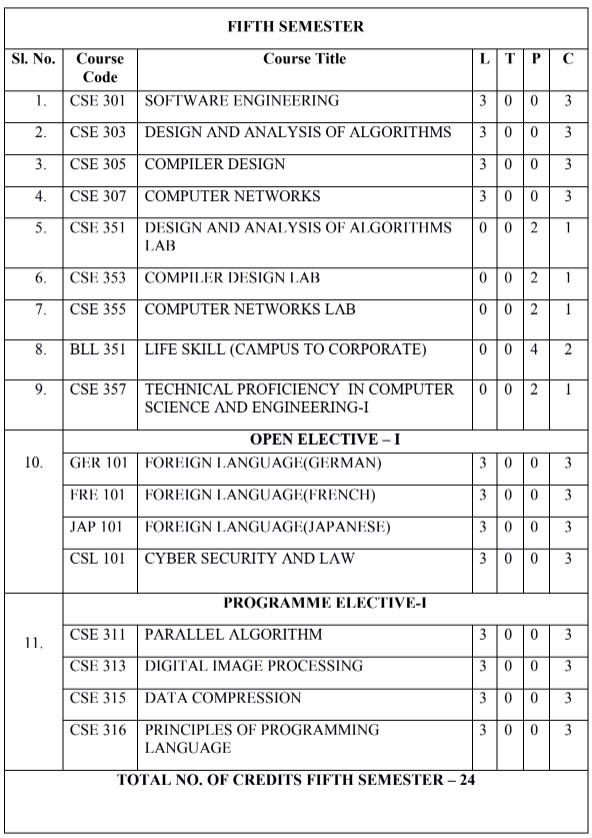 FIFTH SEMESTER
Sl. No. Course Code Course Title L T P C
1. CSE 301 SOFTWARE ENGINEERING 3 0 0 3
2. CSE 303 DESIGN AND ANALYSIS OF ALGORITHMS 3 0 0 3
3. CSE 305 COMPILER DESIGN 3 0 0 3
4. CSE 307 COMPUTER NETWORKS 3 0 0 3
5. CSE 351 DESIGN AND ANALYSIS OF ALGORITHMS 0 0 2 1
LAB
6. CSE 353 COMPILER DESIGN LAB 0 0 2 1
7. CSE 355 COMPUTER NETWORKS LAB 0 0 2 1
8. BLL 351 LIFE SKILL (CAMPUS TO CORPORATE) 0 0 4 2
9. CSE 357 TECHNICAL PROFICIENCY IN COMPUTER 0 0 2 1
SCIENCE AND ENGINEERING-I
OPEN ELECTIVE – I
10. GER 101 FOREIGN LANGUAGE(GERMAN) 3 0 0 3
FRE 101 FOREIGN LANGUAGE(FRENCH) 3 0 0 3
JAP 101 FOREIGN LANGUAGE(JAPANESE) 3 0 0 3
CSL 101 CYBER SECURITY AND LAW 3 0 0 3
PROGRAMME ELECTIVE-I
11. CSE 311 PARALLEL ALGORITHM 3 0 0 3
CSE 313 DIGITAL IMAGE PROCESSING 3 0 0 3
CSE 315 DATA COMPRESSION 3 0 0 3
CSE 316 PRINCIPLES OF PROGRAMMING 3 0 0 3
LANGUAGE
TOTAL NO. OF CREDITS FIFTH SEMESTER – 24